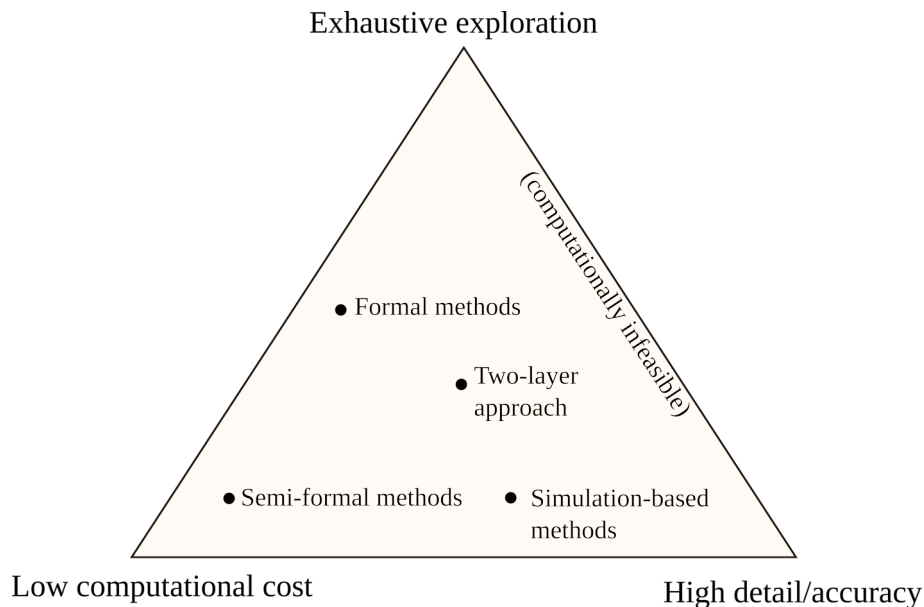 Exhaustive exploration
(computationally infeasible)
Formal methods
Two-layer
approach
Semi-formal methods
Simulation-based
methods
Low computational cost
High detail/accuracy